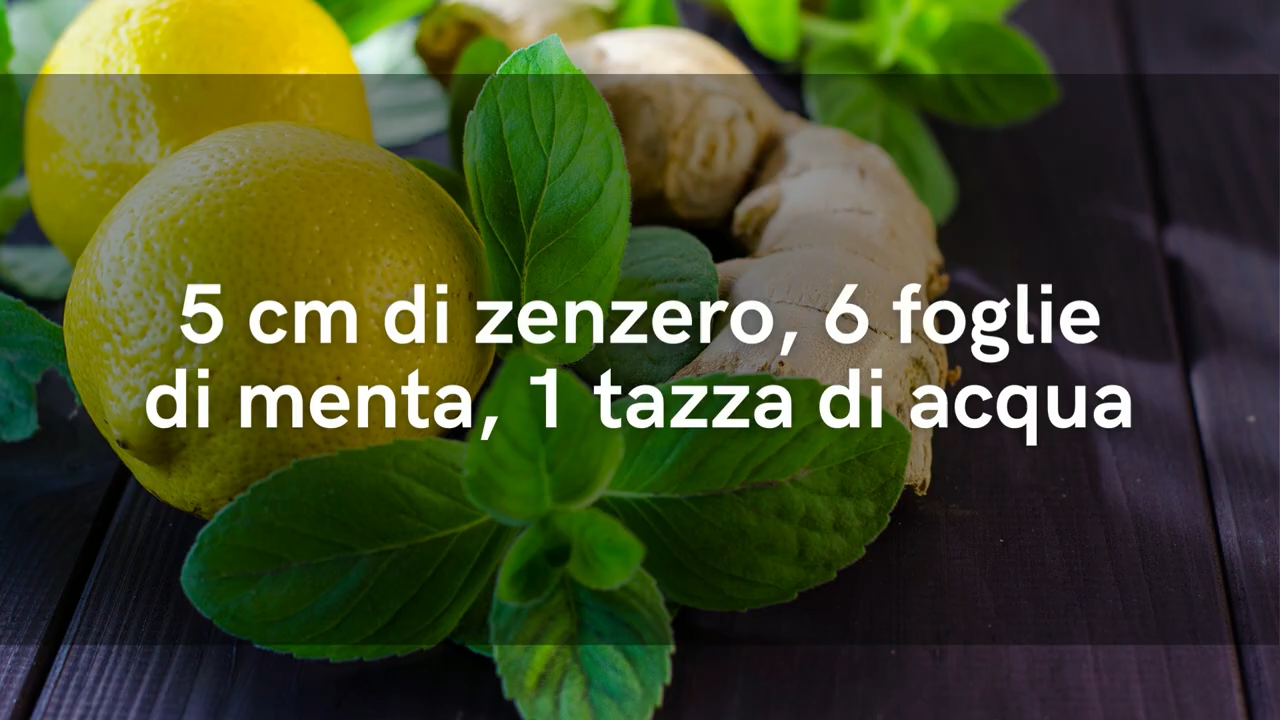 5 cm di zenzero, 6 foglie
di menta, 1 tazza di acqua